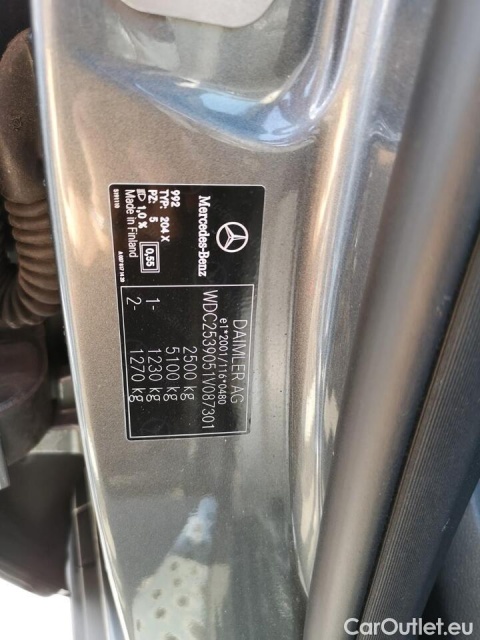 Mercedes-Benz
992
TYP: 204 X
P2: 5
ID: 1,0 %
0,55
Made in Finland
DAIMLER AG
e1*2001/116*0480
WDC2539051V087301
2500 kg
5100 kg
1- 1230 kg
2- 1270 kg
CarOutlet.eu